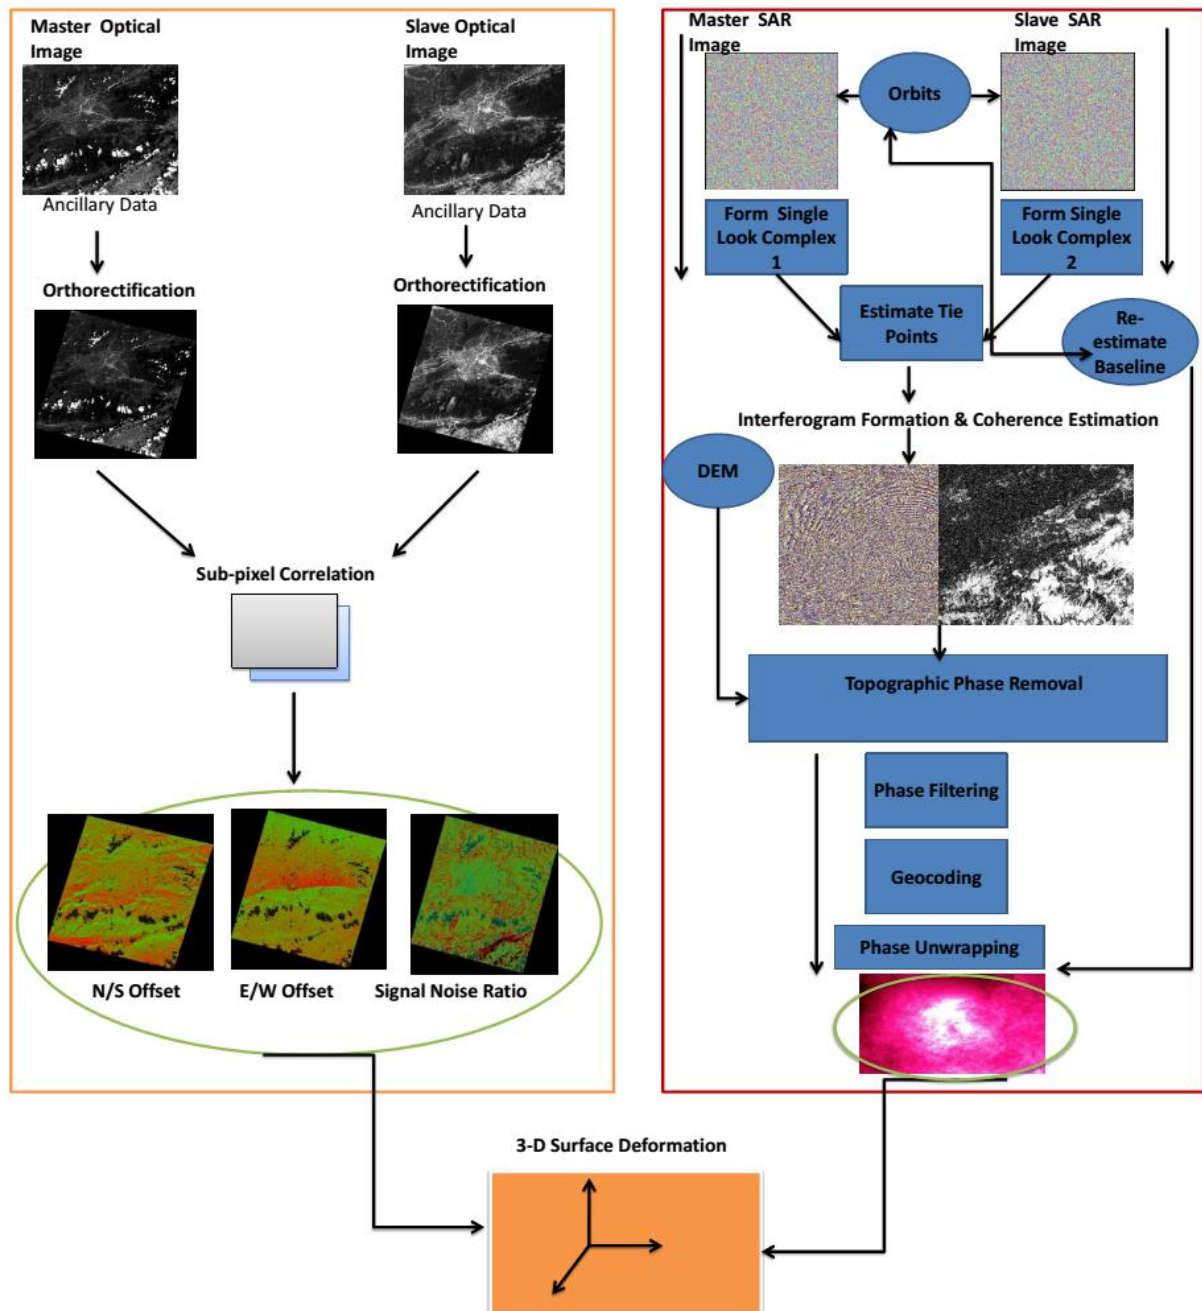 Master Optical
Image
Slave Optical
Image
Ancillary Data
Ancillary Data
Orthorectification
Orthorectification
Sub-pixel Correlation
N/S Offset
E/W Offset
Signal Noise Ratio
Master SAR
Image
Slave SAR
Image
Orbits
Form Single
Look Complex
1
Form Single
Look Complex
2
Estimate Tie
Points
Re-
estimate
Baseline
Interferogram Formation & Coherence Estimation
DEM
Topographic Phase Removal
Phase Filtering
Geocoding
Phase Unwrapping
3-D Surface Deformation